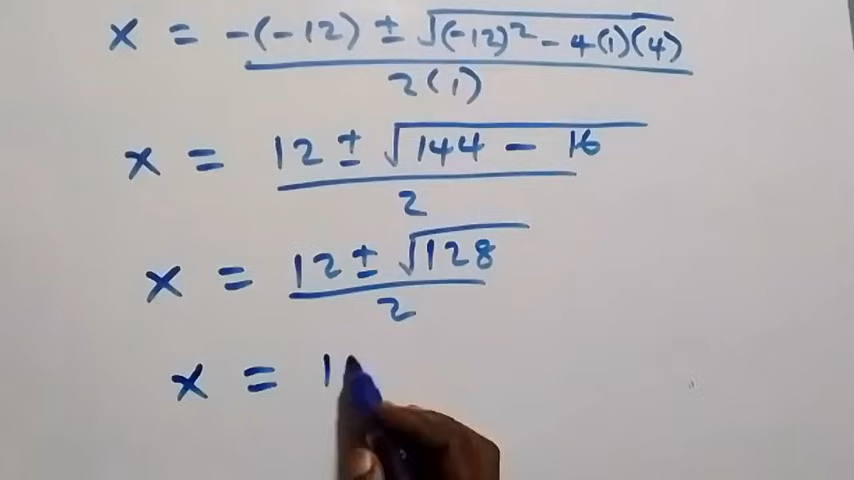 x = -(-12) ± √(-12)² - 4(1)(4)
2(1)
x = 12 ± √144 - 16
2
x = 12 ± √128
2
x = 1